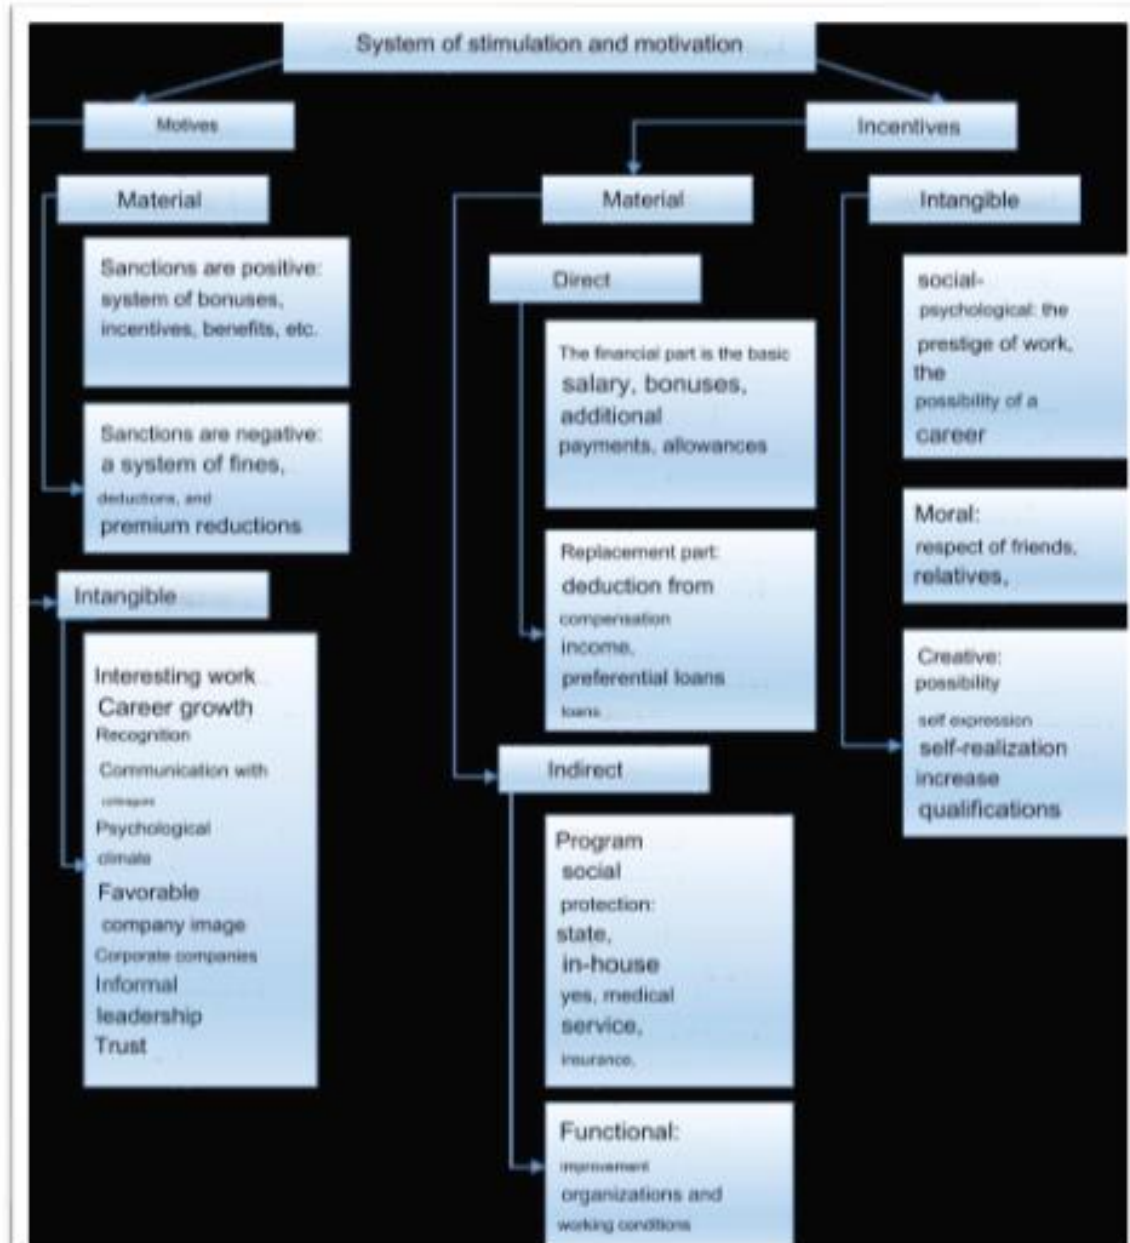 System of stimulation and motivation
Motives
Material
Sanctions are positive:
system of bonuses,
incentives, benefits, etc.
Sanctions are negative:
a system of fines,
deductions, and
premium reductions
Intangible
Interesting work
Career growth
Recognition
Communication with
colleagues
Psychological
climate
Favorable
company image
Corporate companies
Informal
leadership
Trust
Incentives
Material
Direct
The financial part is the basic
salary, bonuses,
additional
payments, allowances
Replacement part:
deduction from
compensation
income,
preferential loans
loans
Indirect
Program
social
protection:
state,
in-house
yes, medical
service,
insurance,
Functional:
improvement
organizations and
working conditions
Intangible
social-
psychological: the
prestige of work,
the
possibility of a
career
Moral:
respect of friends,
relatives,
Creative:
possibility
self expression
self-realization
increase
qualifications